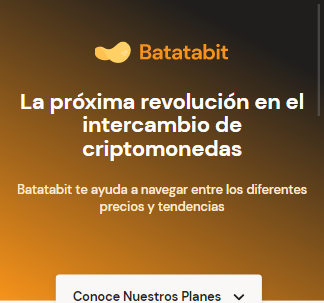 Batatabit
La próxima revolución en el
intercambio de
criptomonedas
Batatabit te ayuda a navegar entre los diferentes
precios y tendencias
Conoce Nuestros Planes